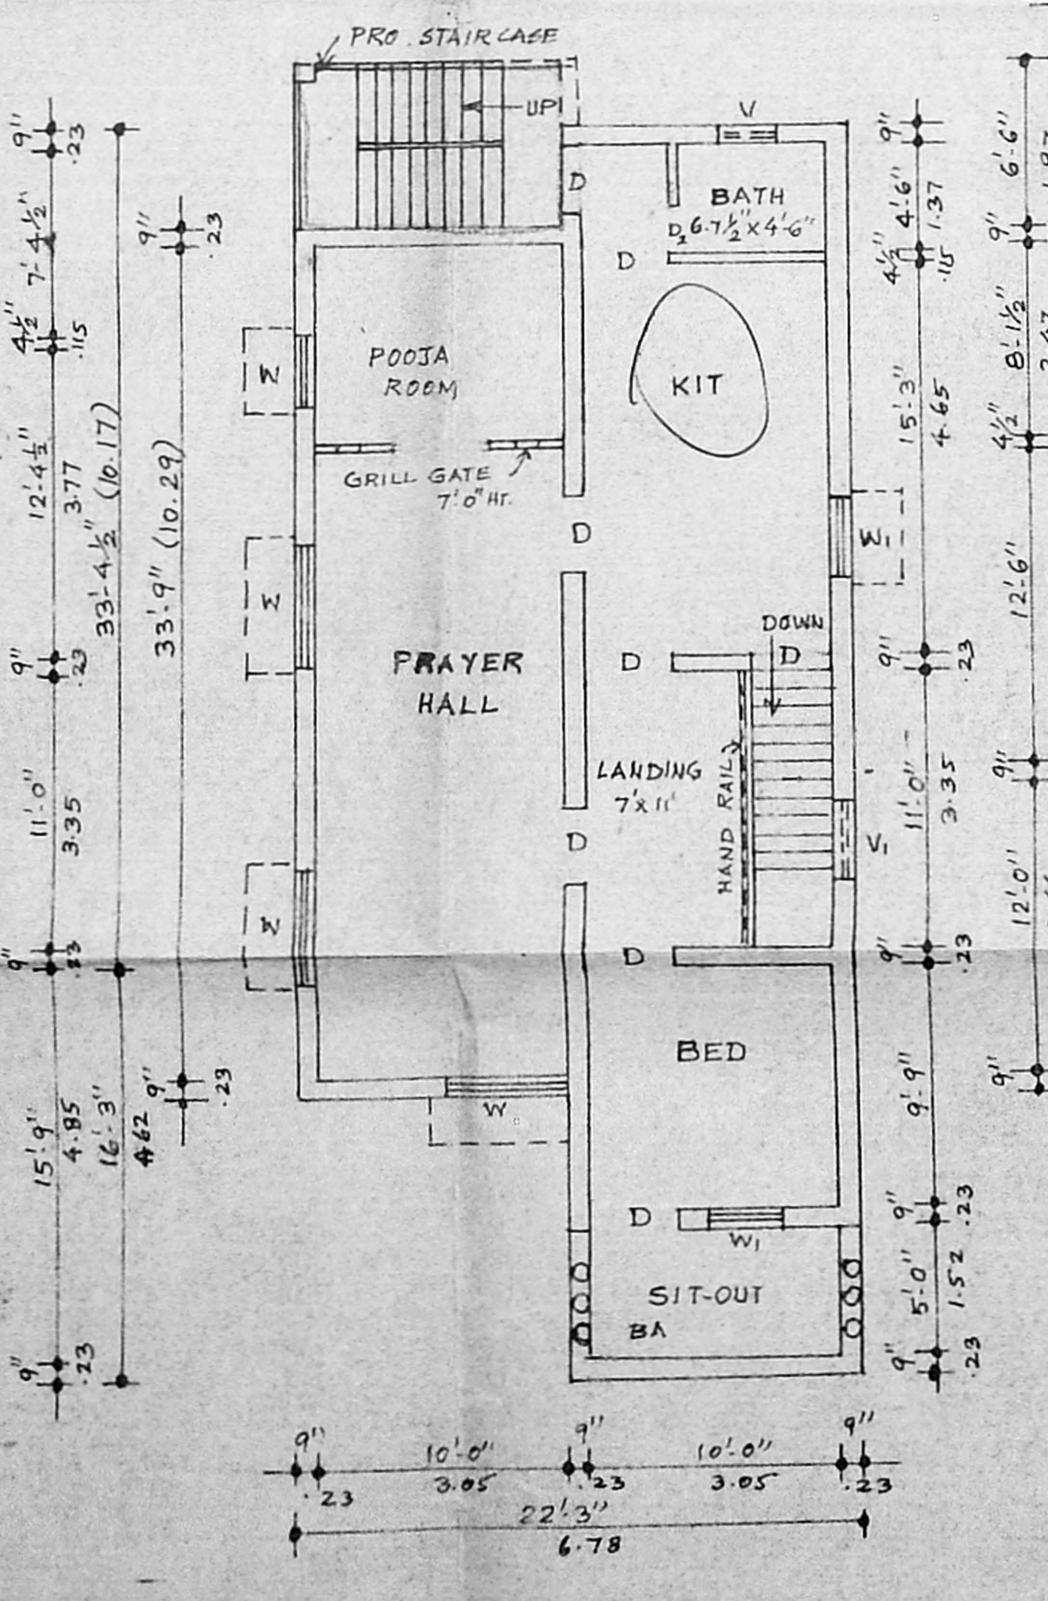 PRO. STAIRCASE
UP
V
D
BATH
D2 6.7½"x4'-6"
D
POOJA
ROOM
KIT
W
GRILL GATE
7'.0" HT.
D
W
W1
DOWN
D
D
PRAYER
HALL
LANDING
7'x11'
HAND RAIL
D
V1
W
D
BED
W
D
W1
SIT-OUT
BA
9"
.23
7'-4½"
4½"
.115
12'-4½"
3.77
9"
.23
11'-0"
3.35
9"
.23
15'-9"
4.85
9"
.23
33'-4½" (10.17)
16'-3"
4.62
9"
.23
33'-9" (10.29)
9"
.23
9"
4'-6"
1.37
4½"
.115
15'-3"
4.65
9"
.23
11'-0"
3.35
9"
.23
9'-9"
9"
.23
5'-0"
1.52
9"
.23
6'-6"
9"
8'-1½"
4½"
12'-6"
9"
12'-0"
9"
9"
.23
10'-0"
3.05
9"
.23
10'-0"
3.05
9"
.23
22'-3"
6.78